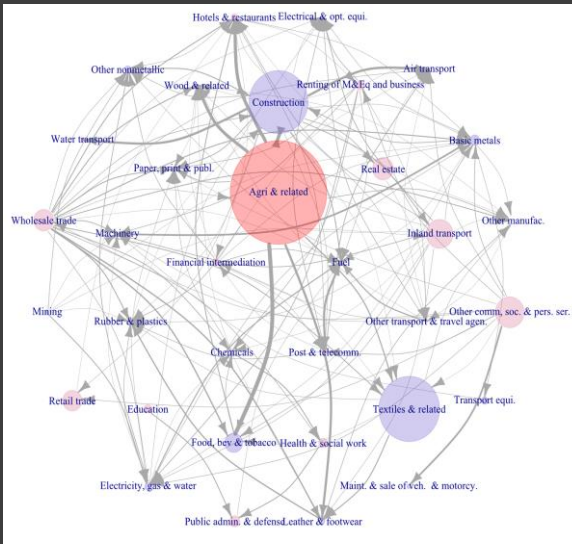 Hotels & restaurants
Electrical & opt. equi.
Other nonmetallic
Wood & related
Renting of M&Eq and business
Air transport
Construction
Water transport
Basic metals
Paper, print & publ.
Real estate
Agri & related
Wholesale trade
Machinery
Inland transport
Other manufac.
Financial intermediation
Fuel
Mining
Rubber & plastics
Other transport & travel agen.
Other comm, soc. & pers. ser.
Chemicals
Post & telecomm.
Retail trade
Education
Textiles & related
Transport equi.
Food, bev & tobacco
Health & social work
Electricity, gas & water
Maint. & sale of veh. & motorcy.
Public admin. & defense
Leather & footwear